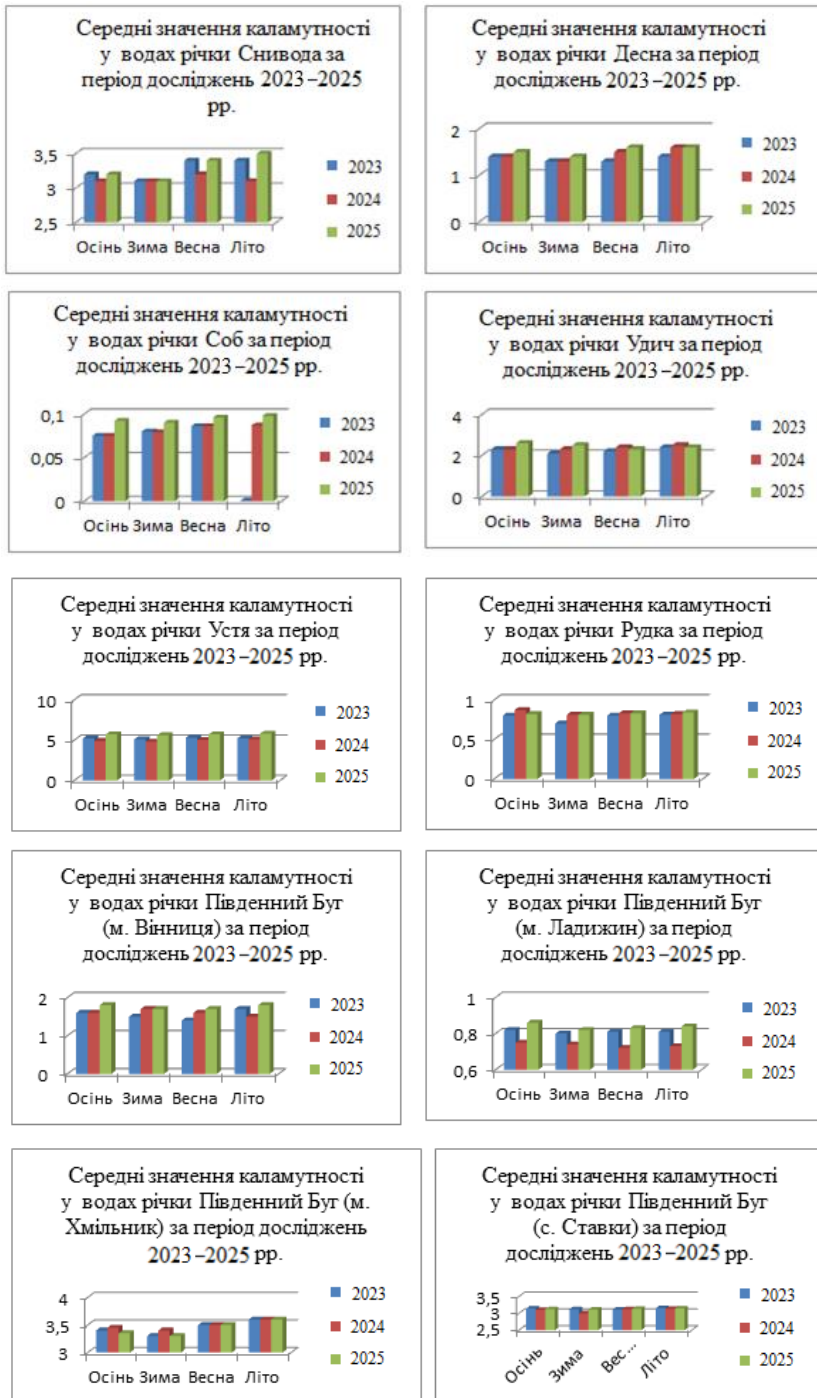 Середні значення каламутності
у водах річки Снивода за
період досліджень 2023–2025
рр.
3,5
3
2,5
Осінь Зима Весна Літо
2023
2024
2025
Середні значення каламутності
у водах річки Десна за період
досліджень 2023–2025 рр.
2
1
0
Осінь Зима Весна Літо
2023
2024
2025
Середні значення каламутності
у водах річки Соб за період
досліджень 2023–2025 рр.
0,1
0,05
0
Осінь Зима Весна Літо
2023
2024
2025
Середні значення каламутності
у водах річки Удич за період
досліджень 2023–2025 рр.
4
2
0
Осінь Зима Весна Літо
2023
2024
2025
Середні значення каламутності
у водах річки Устя за період
досліджень 2023–2025 рр.
10
5
0
Осінь Зима Весна Літо
2023
2024
2025
Середні значення каламутності
у водах річки Рудка за період
досліджень 2023–2025 рр.
1
0,5
0
Осінь Зима Весна Літо
2023
2024
2025
Середні значення каламутності
у водах річки Південний Буг
(м. Вінниця) за період
досліджень 2023–2025 рр.
2
1
0
Осінь Зима Весна Літо
2023
2024
2025
Середні значення каламутності
у водах річки Південний Буг
(м. Ладижин) за період
досліджень 2023–2025 рр.
1
0,8
0,6
Осінь Зима Весна Літо
2023
2024
2025
Середні значення каламутності
у водах річки Південний Буг (м.
Хмільник) за період досліджень
2023–2025 рр.
4
3,5
3
Осінь Зима Весна Літо
2023
2024
2025
Середні значення каламутності
у водах річки Південний Буг
(с. Ставки) за період
досліджень 2023–2025 рр.
3,5
3
2,5
Осінь Зима Вес... Літо
2023
2024
2025